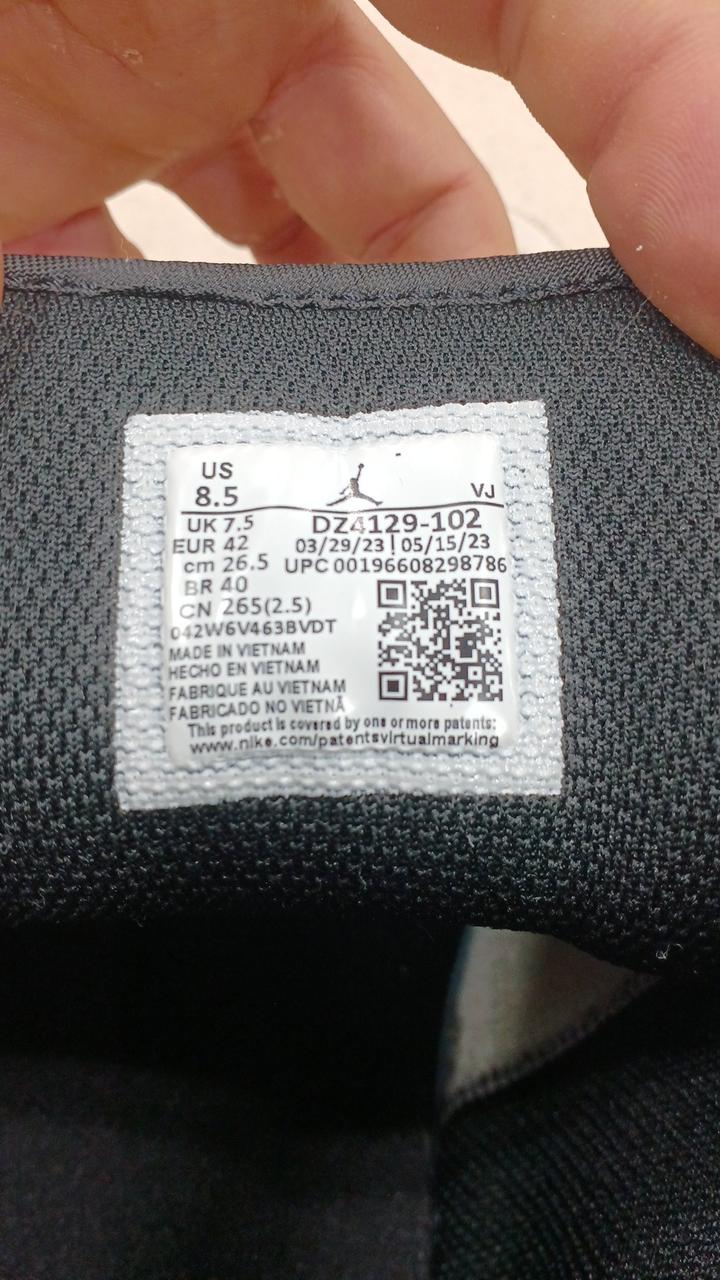 US
8.5
VJ
UK 7.5
DZ4129-102
EUR 42
03/29/23 | 05/15/23
cm 26.5
UPC 00196608298786
BR 40
CN 265(2.5)
042W6V463BVDT
MADE IN VIETNAM
HECHO EN VIETNAM
FABRIQUE AU VIETNAM
FABRICADO NO VIETNÃ
This product is covered by one or more patents:
www.nike.com/patentsvirtualmarking